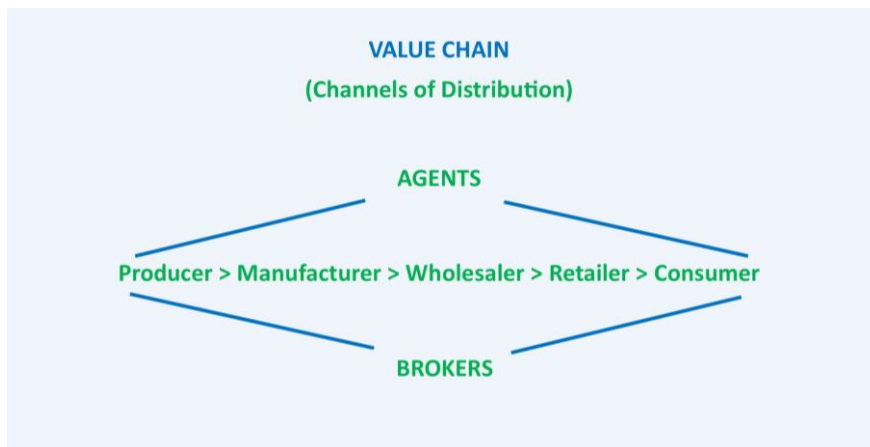 VALUE CHAIN
(Channels of Distribution)
AGENTS
Producer > Manufacturer > Wholesaler > Retailer > Consumer
BROKERS